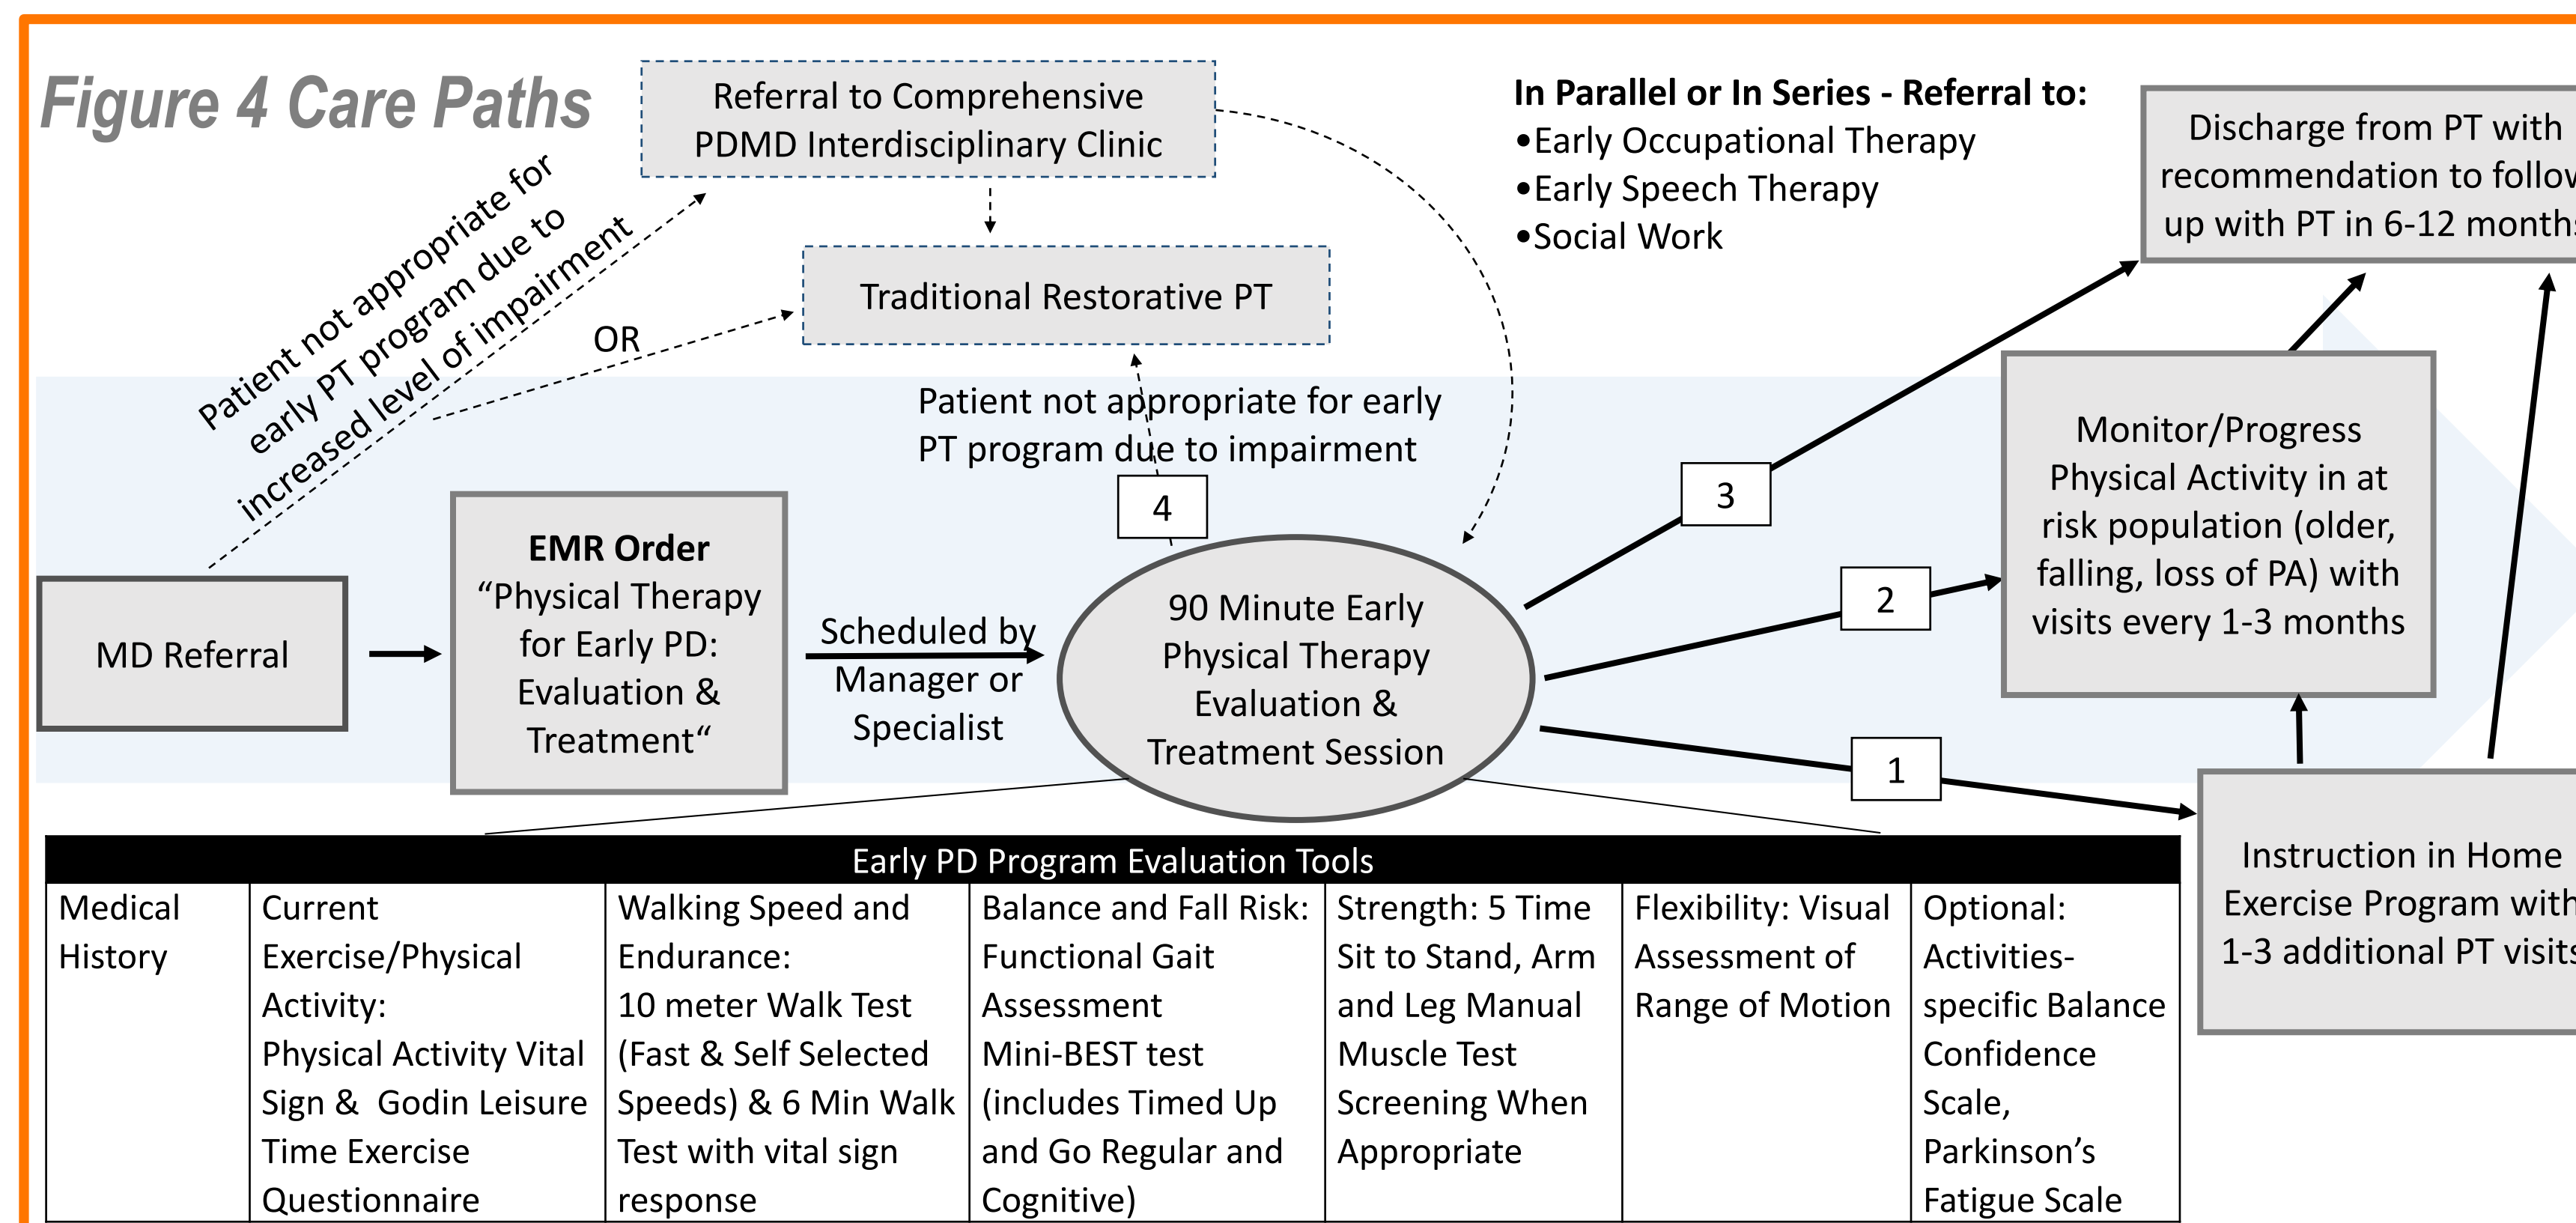 Figure 4 Care Paths
Referral to Comprehensive
PDMD Interdisciplinary Clinic
In Parallel or In Series - Referral to:
•Early Occupational Therapy
•Early Speech Therapy
•Social Work
Discharge from PT with
recommendation to follow
up with PT in 6-12 months
Patient not appropriate for
early PT program due to
increased level of impairment
OR
Traditional Restorative PT
Patient not appropriate for early
PT program due to impairment
4
3
2
1
Monitor/Progress
Physical Activity in at
risk population (older,
falling, loss of PA) with
visits every 1-3 months
MD Referral
EMR Order
“Physical Therapy
for Early PD:
Evaluation &
Treatment“
Scheduled by
Manager or
Specialist
90 Minute Early
Physical Therapy
Evaluation &
Treatment Session
Instruction in Home
Exercise Program with
1-3 additional PT visits
Early PD Program Evaluation Tools
Medical
History
Current
Exercise/Physical
Activity:
Physical Activity Vital
Sign &  Godin Leisure
Time Exercise
Questionnaire
Walking Speed and
Endurance:
10 meter Walk Test
(Fast & Self Selected
Speeds) & 6 Min Walk
Test with vital sign
response
Balance and Fall Risk:
Functional Gait
Assessment
Mini-BEST test
(includes Timed Up
and Go Regular and
Cognitive)
Strength: 5 Time
Sit to Stand, Arm
and Leg Manual
Muscle Test
Screening When
Appropriate
Flexibility: Visual
Assessment of
Range of Motion
Optional:
Activities-
specific Balance
Confidence
Scale,
Parkinson’s
Fatigue Scale